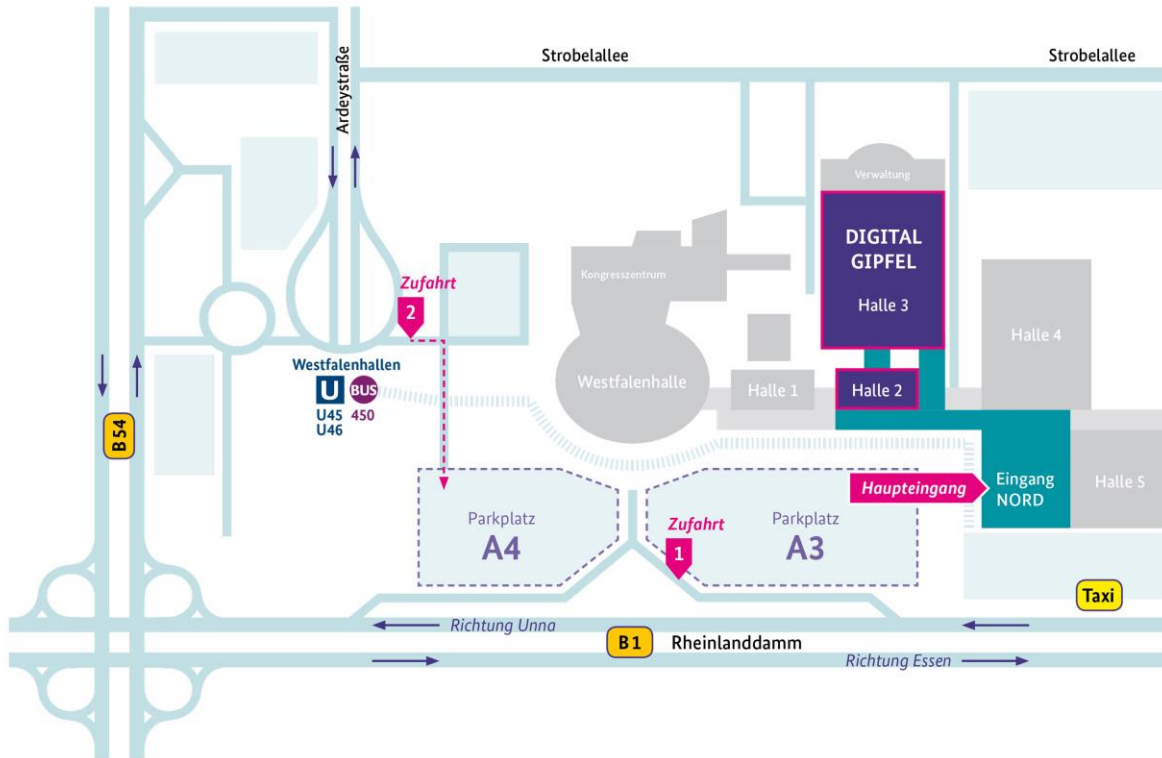 Strobelallee
Strobelallee
Ardeystraße
Verwaltung
DIGITAL
GIPFEL
Halle 3
Kongresszentrum
Zufahrt
2
Halle 4
Westfalenhallen
U
BUS
U45
450
U46
Westfalenhalle
Halle 1
Halle 2
B 54
Haupteingang
Eingang
NORD
Halle 5
Parkplatz
A4
Zufahrt
1
Parkplatz
A3
Taxi
Richtung Unna
B 1
Rheinlanddamm
Richtung Essen